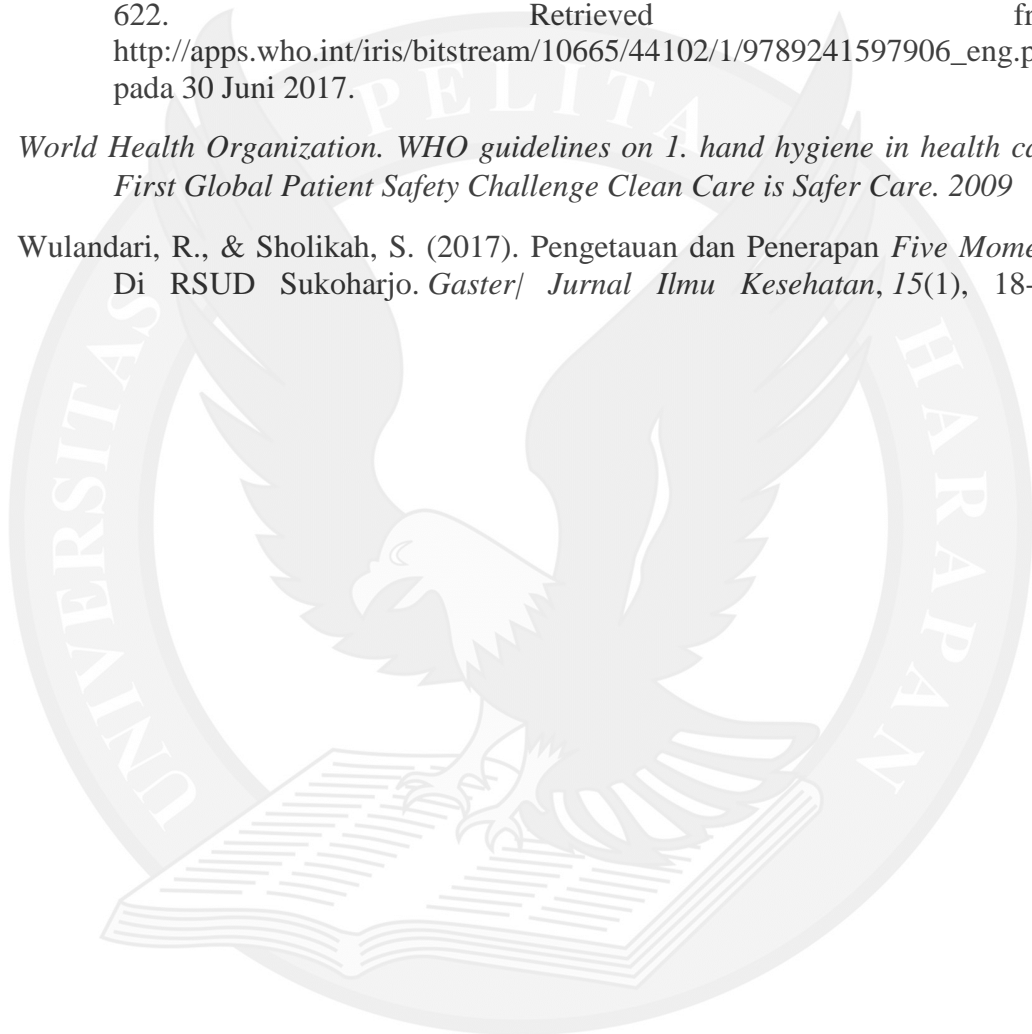 622. Retrieved fr
http://apps.who.int/iris/bitstream/10665/44102/1/9789241597906_eng.p
pada 30 Juni 2017.
World Health Organization. WHO guidelines on 1. hand hygiene in health ca
First Global Patient Safety Challenge Clean Care is Safer Care. 2009
Wulandari, R., & Sholikah, S. (2017). Pengetauan dan Penerapan Five Mome
Di RSUD Sukoharjo. Gaster/ Jurnal Ilmu Kesehatan, 15(1), 18-
UNIVERSITAS PELITA HARAPAN